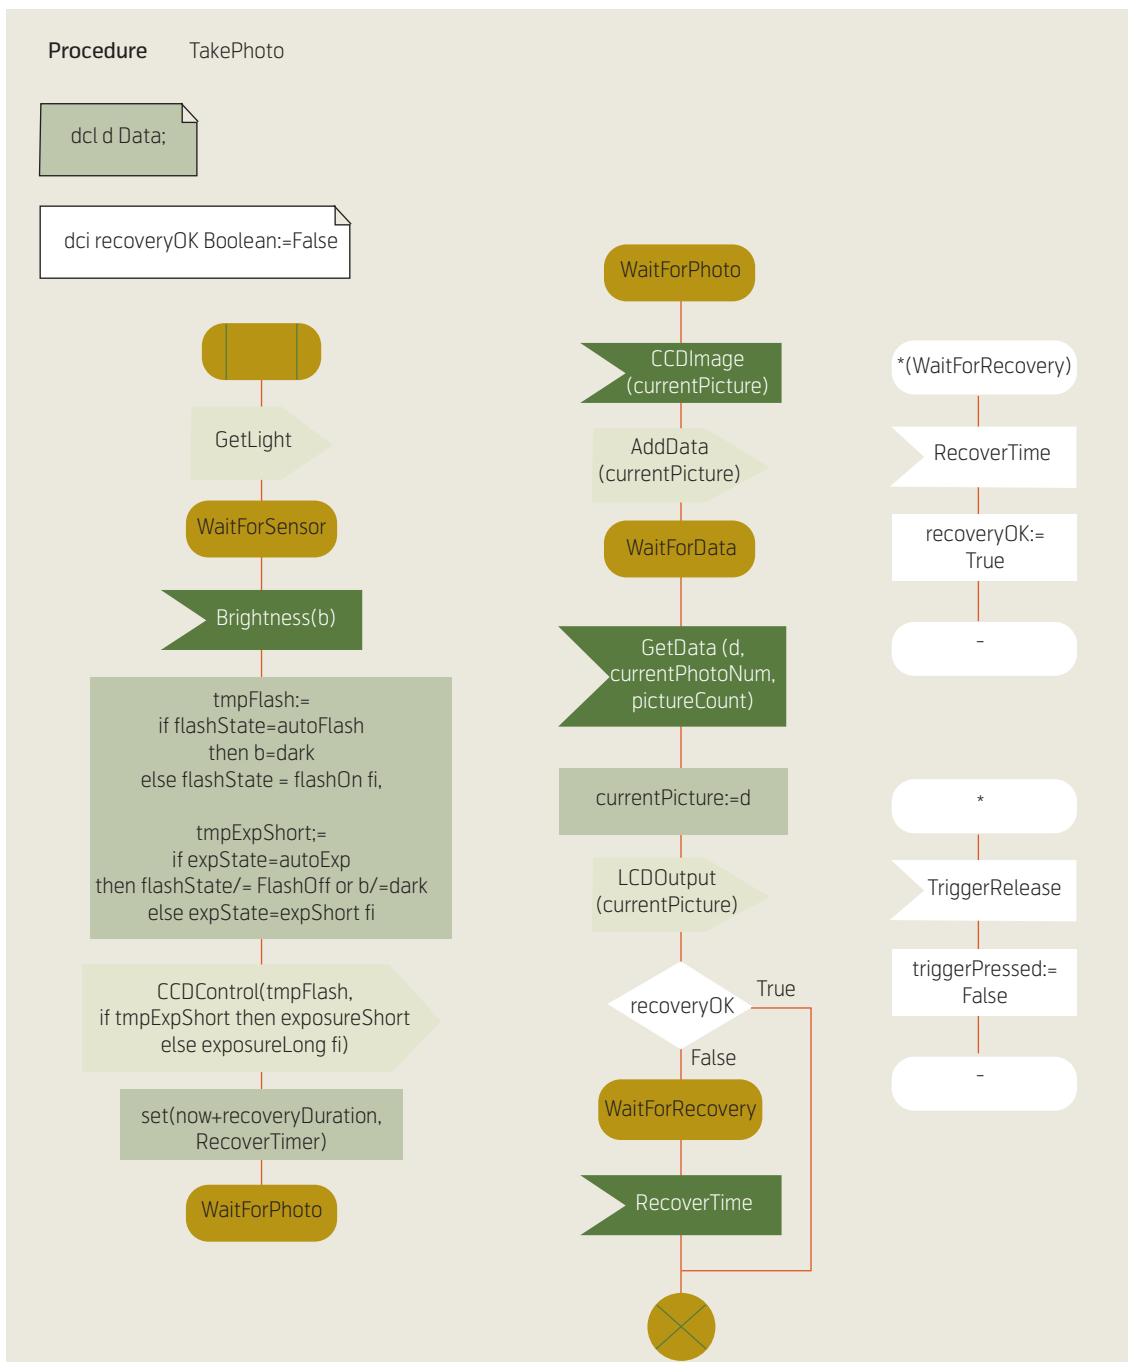 Procedure TakePhoto
dcl d Data;
dci recoveryOK Boolean:=False
GetLight
WaitForSensor
Brightness(b)
tmpFlash:=
if flashState=autoFlash
then b=dark
else flashState = flashOn fi,
tmpExpShort;=
if expState=autoExp
then flashState/= FlashOff or b/=dark
else expState=expShort fi
CCDControl(tmpFlash,
if tmpExpShort then exposureShort
else exposureLong fi)
set(now+recoveryDuration,
RecoverTimer)
WaitForPhoto
WaitForPhoto
CCDImage
(currentPicture)
AddData
(currentPicture)
WaitForData
GetData (d,
currentPhotoNum,
pictureCount)
currentPicture:=d
LCDOutput
(currentPicture)
recoveryOK
True
False
WaitForRecovery
RecoverTime
*(WaitForRecovery)
RecoverTime
recoveryOK:=
True
-
*
TriggerRelease
triggerPressed:=
False
-